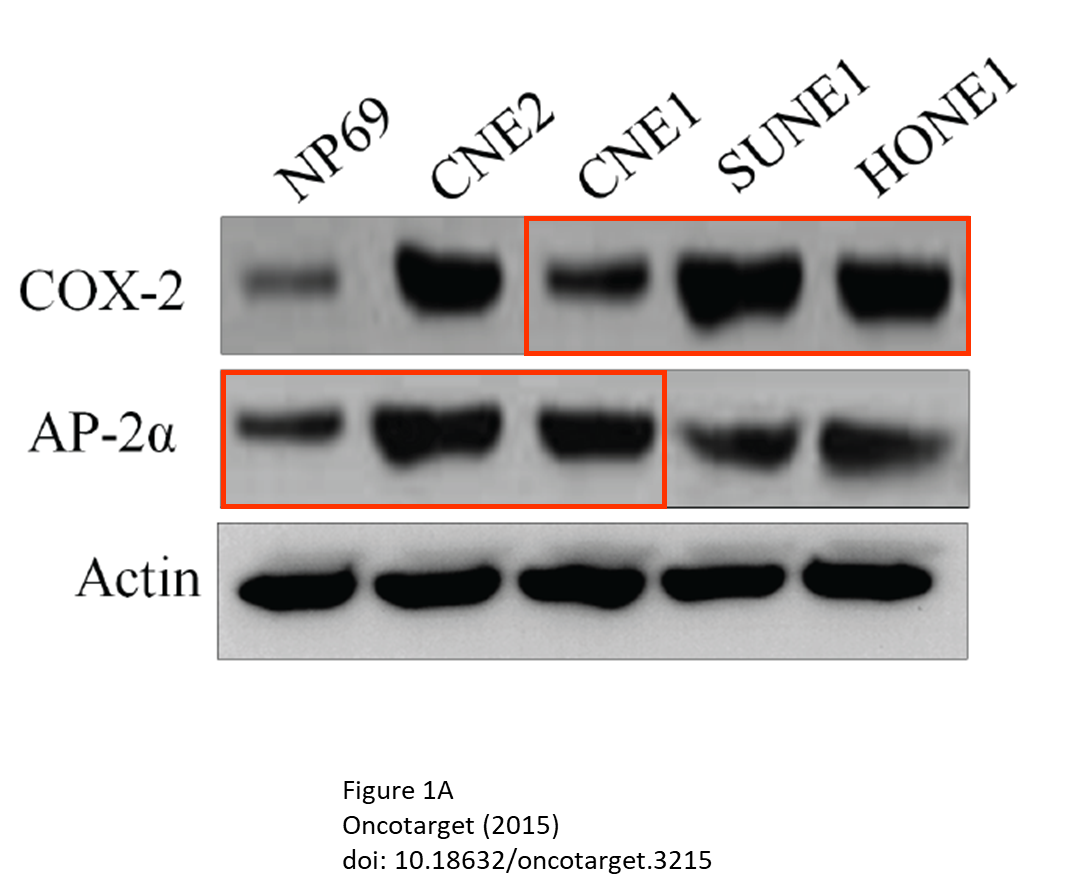 NP69 CNE2 CNE1 SUNE1 HONE1
COX-2
AP-2α
Actin
Figure 1A
Oncotarget (2015)
doi: 10.18632/oncotarget.3215